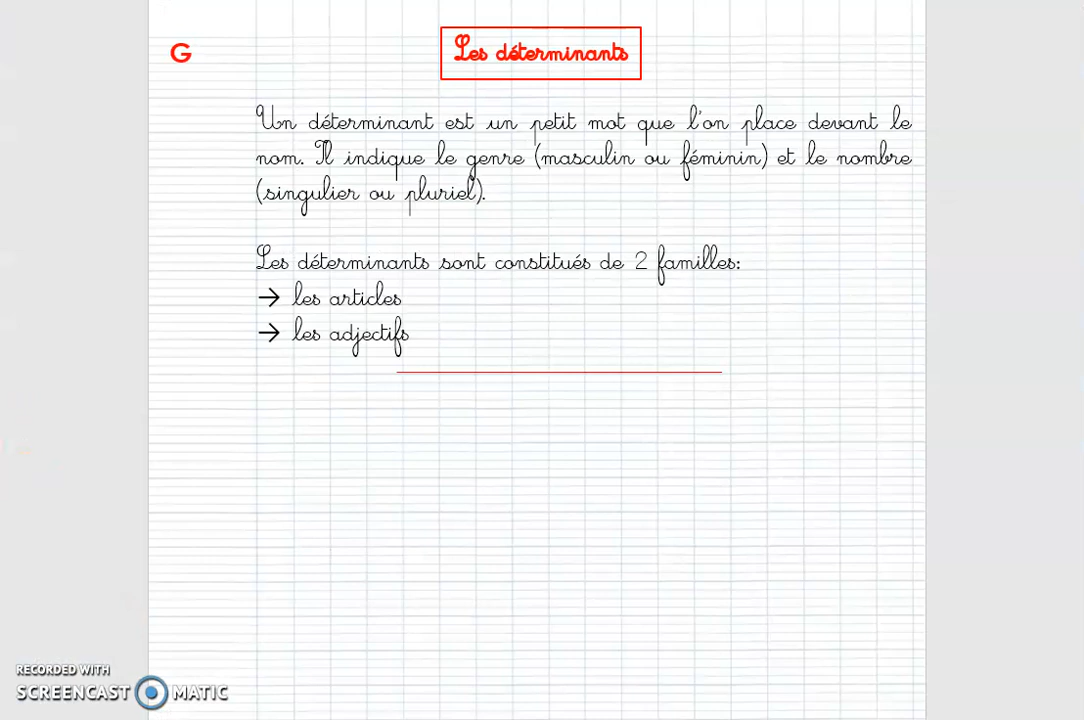 G
Les déterminants
Un déterminant est un petit mot que l'on place devant le
nom. Il indique le genre (masculin ou féminin) et le nombre
(singulier ou pluriel).
Les déterminants sont constitués de 2 familles:
→ les articles
→ les adjectifs
RECORDED WITH
SCREENCAST MATIC